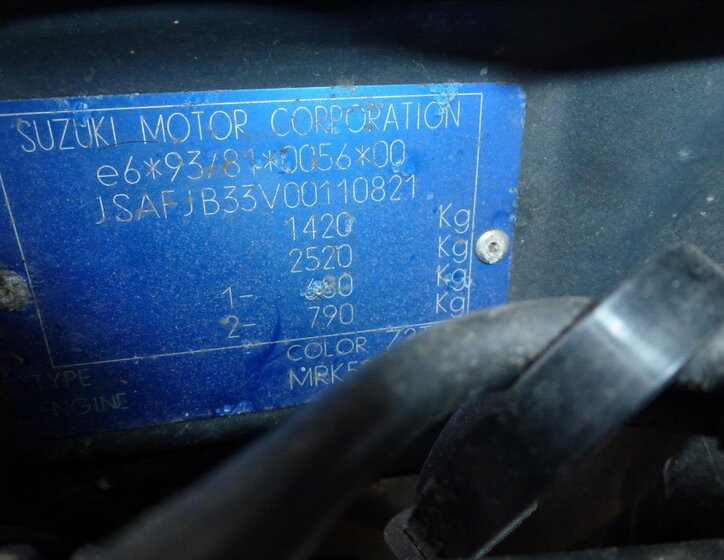 SUZUKI MOTOR CORPORATION
e6*93/81*0056*00
JSAFJB33V00110821
1420 Kg
2520 Kg
1- 680 Kg
2- 790 Kg
COLOR
TYPE
ENGINE